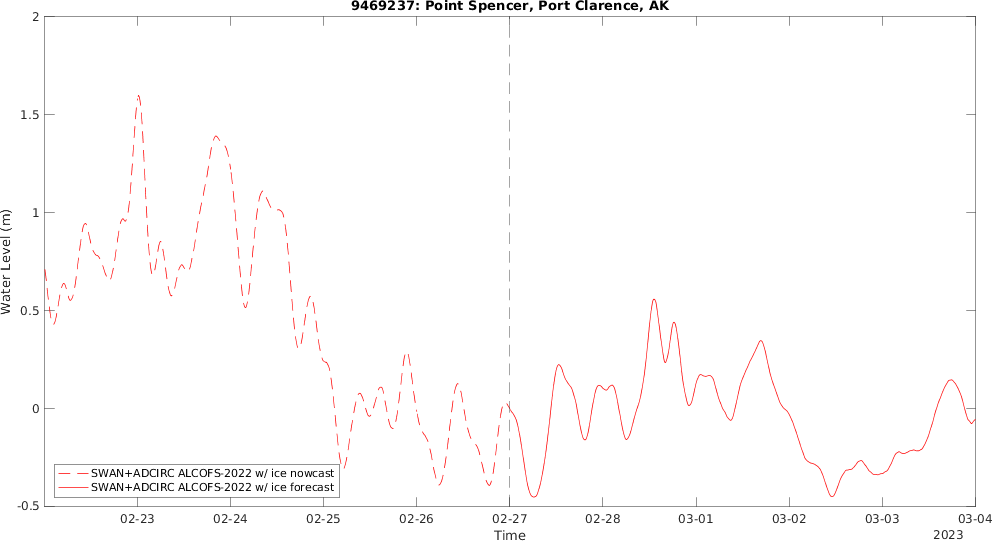 9469237: Point Spencer, Port Clarence, AK
2
1.5
1
0.5
0
-0.5
Water Level (m)
SWAN+ADCIRC ALCOFS-2022 w/ ice nowcast
SWAN+ADCIRC ALCOFS-2022 w/ ice forecast
02-23 02-24 02-25 02-26 02-27 02-28 03-01 03-02 03-03 03-04
Time
2023